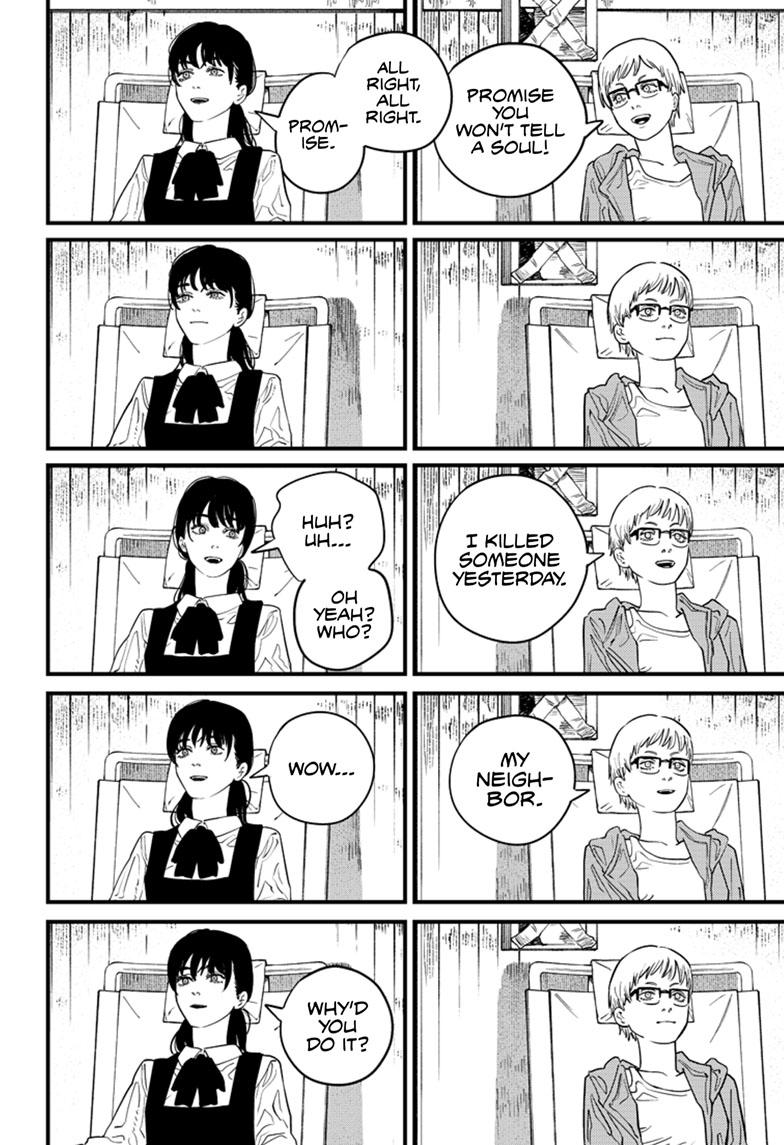 PROMISE
YOU
WON'T TELL
A SOUL!
ALL
RIGHT,
ALL
RIGHT.
PROM-
ISE.
I KILLED
SOMEONE
YESTERDAY.
HUH?
UH...
OH
YEAH?
WHO?
MY
NEIGH-
BOR.
WOW...
WHY'D
YOU
DO IT?